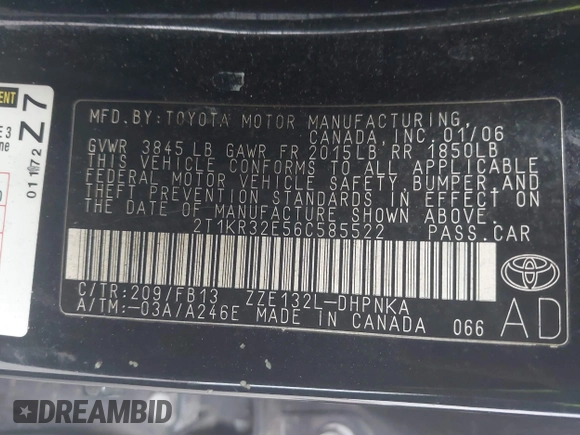 MFD. BY: TOYOTA MOTOR MANUFACTURING,
CANADA, INC. 01/06
GVWR 3845 LB GAWR FR 2015LB RR 1850LB
THIS VEHICLE CONFORMS TO ALL APPLICABLE
FEDERAL MOTOR VEHICLE SAFETY, BUMPER, AND
THEFT PREVENTION STANDARDS IN EFFECT ON
THE DATE OF MANUFACTURE SHOWN ABOVE.
2T1KR32E56C585522 PASS. CAR
C/TR: 209/FB13 ZZE132L-DHPNKA
A/TM: -03A/A246E MADE IN CANADA 066
AD
TOYOTA
01172
Z7
E 3
DREAMBID